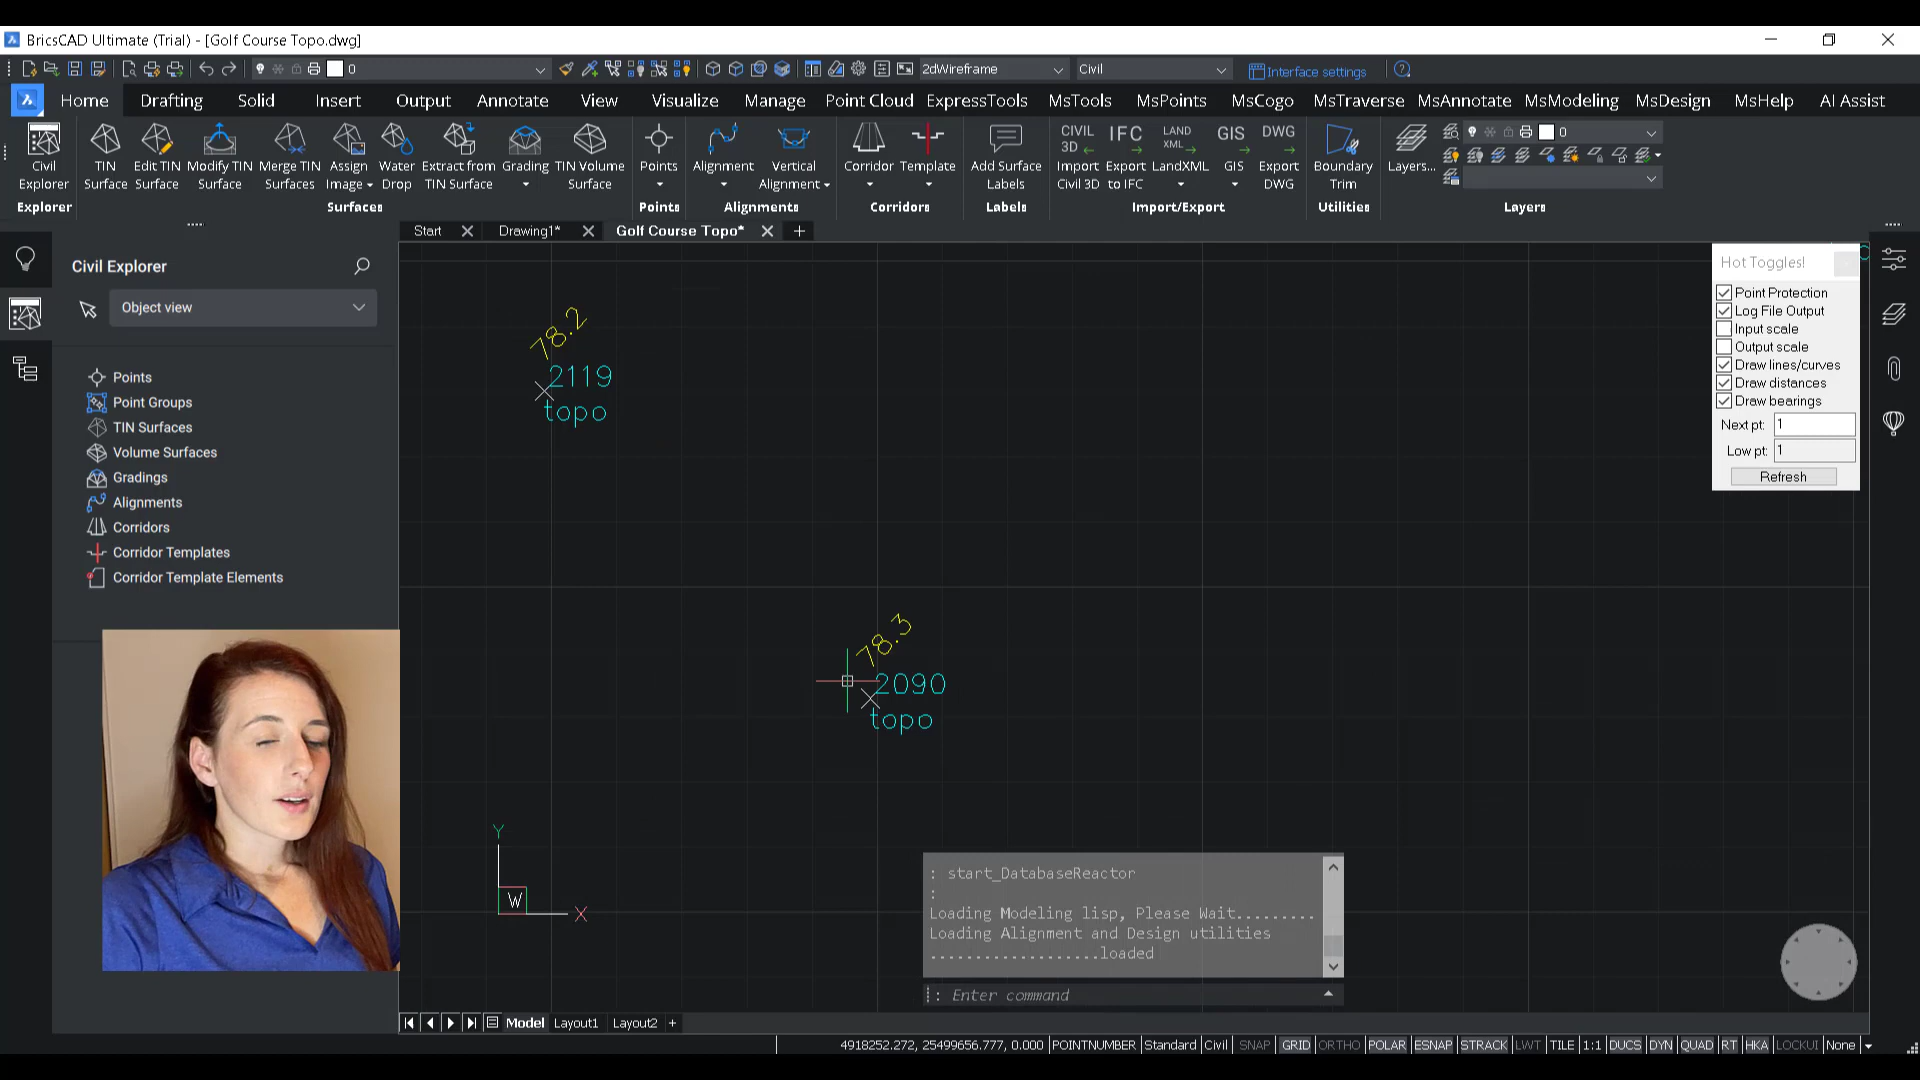 BricsCAD Ultimate (Trial) - [Golf Course Topo.dwg]
0
2dWireframe
Civil
Interface settings
Home
Drafting
Solid
Insert
Output
Annotate
View
Visualize
Manage
Point Cloud
ExpressTools
MsTools
MsPoints
MsCogo
MsTraverse
MsAnnotate
MsModeling
MsDesign
MsHelp
AI Assist
Civil
Explorer
TIN
Surface
Edit TIN
Surface
Modify TIN
Surface
Merge TIN
Surfaces
Assign
Image
Water
Drop
Extract from
TIN Surface
Grading
TIN Volume
Surface
Points
Alignment
Vertical
Alignment
Corridor
Template
Add Surface
Labels
CIVIL
3D
Import
Civil 3D
IFC
Export
to IFC
LAND
XML
LandXML
GIS
GIS
DWG
Export
DWG
Boundary
Trim
Layers...
0
Explorer
Surfaces
Points
Alignments
Corridors
Labels
Import/Export
Utilities
Layers
Start
Drawing1*
Golf Course Topo*
Civil Explorer
Object view
Points
Point Groups
TIN Surfaces
Volume Surfaces
Gradings
Alignments
Corridors
Corridor Templates
Corridor Template Elements
78.2
2119
topo
78.3
2090
topo
Hot Toggles!
Point Protection
Log File Output
Input scale
Output scale
Draw lines/curves
Draw distances
Draw bearings
Next pt: 1
Low pt: 1
Refresh
Y
W
X
: start_DatabaseReactor
:
Loading Modeling lisp, Please Wait.........
Loading Alignment and Design utilities
...................loaded
: Enter command
Model
Layout1
Layout2
4918252.272, 25499656.777, 0.000
POINTNUMBER
Standard
Civil
SNAP
GRID
ORTHO
POLAR
ESNAP
STRACK
LWT
TILE
1:1
DUCS
DYN
QUAD
RT
HKA
LOCKUI
None